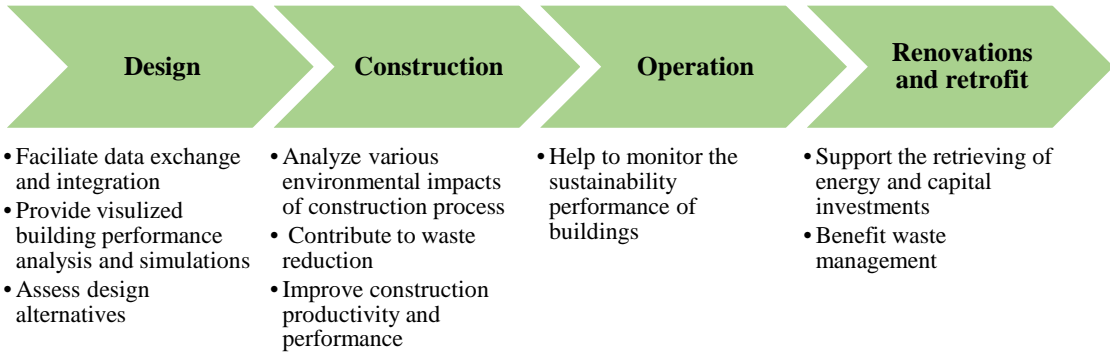 Design
Construction
Operation
Renovations
and retrofit
• Faciliate data exchange
and integration
• Provide visulized
building performance
analysis and simulations
• Assess design
alternatives
• Analyze various
environmental impacts
of construction process
• Contribute to waste
reduction
• Improve construction
productivity and
performance
• Help to monitor the
sustainability
performance of
buildings
• Support the retrieving of
energy and capital
investments
• Benefit waste
management